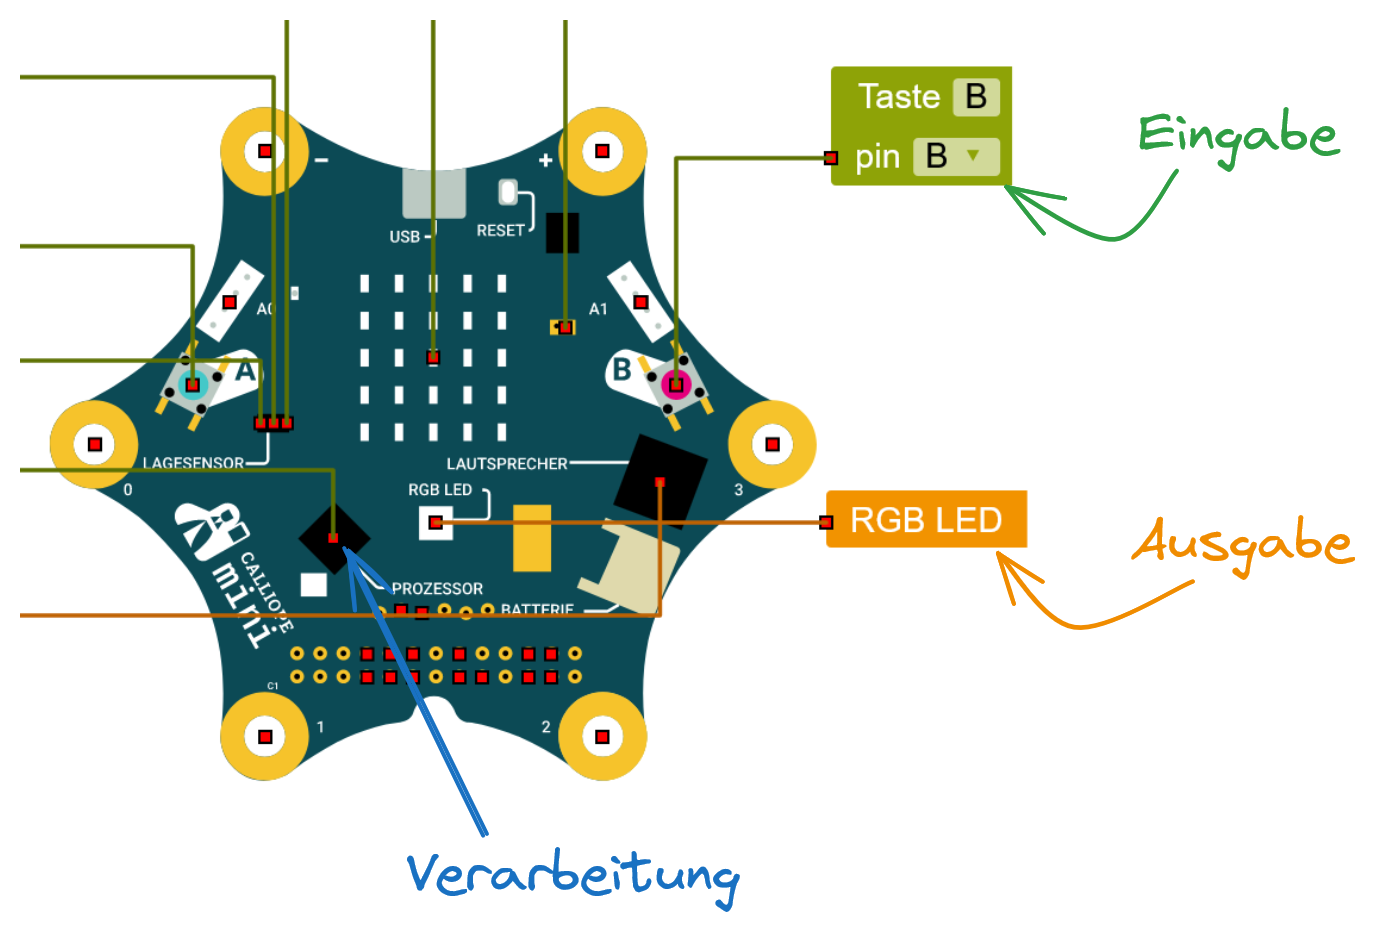 Taste B
pin B
Eingabe
−
+
USB
RESET
A0
A1
A
B
LAGESENSOR
LAUTSPRECHER
RGB LED
0
3
RGB LED
Ausgabe
CALLIOPE
mini
PROZESSOR
BATTERIE
C1
1
2
Verarbeitung